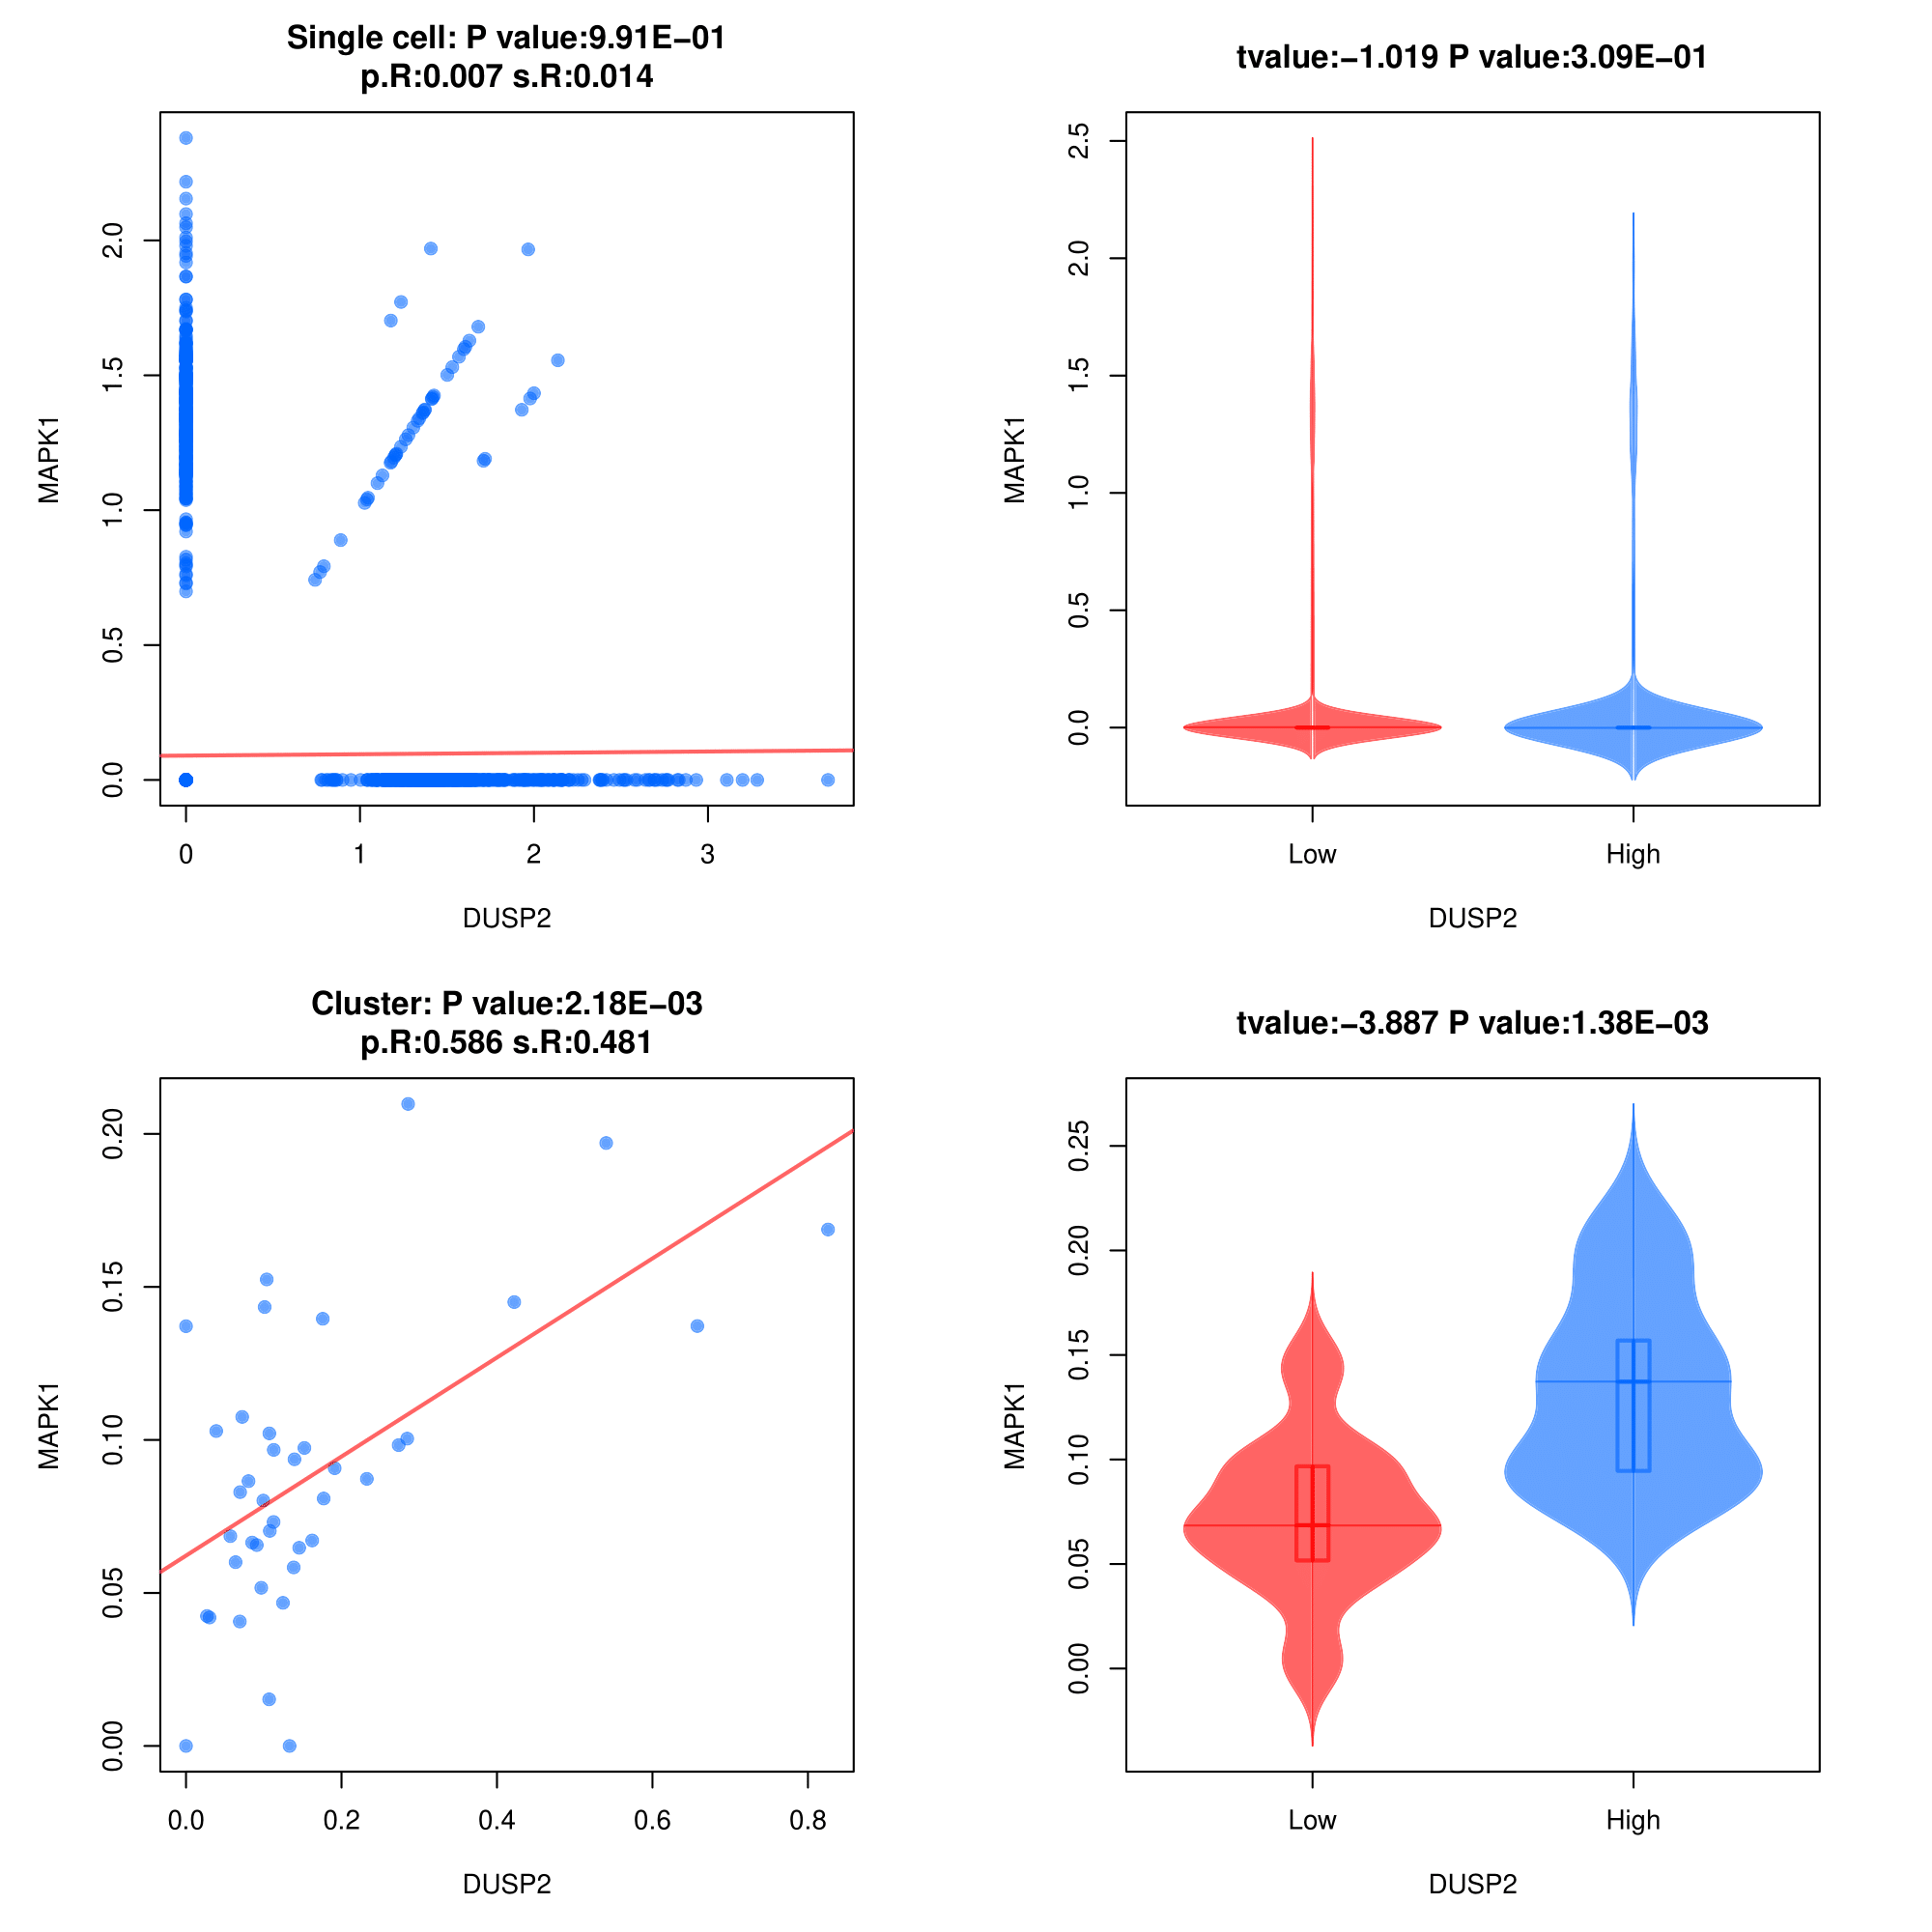 Single cell: P value:9.91E−01
p.R:0.007 s.R:0.014
MAPK1
2.0
1.5
1.0
0.5
0.0
0 1 2 3
DUSP2
tvalue:−1.019 P value:3.09E−01
MAPK1
2.5
2.0
1.5
1.0
0.5
0.0
Low High
DUSP2
Cluster: P value:2.18E−03
p.R:0.586 s.R:0.481
MAPK1
0.20
0.15
0.10
0.05
0.00
0.0 0.2 0.4 0.6 0.8
DUSP2
tvalue:−3.887 P value:1.38E−03
MAPK1
0.25
0.20
0.15
0.10
0.05
0.00
Low High
DUSP2